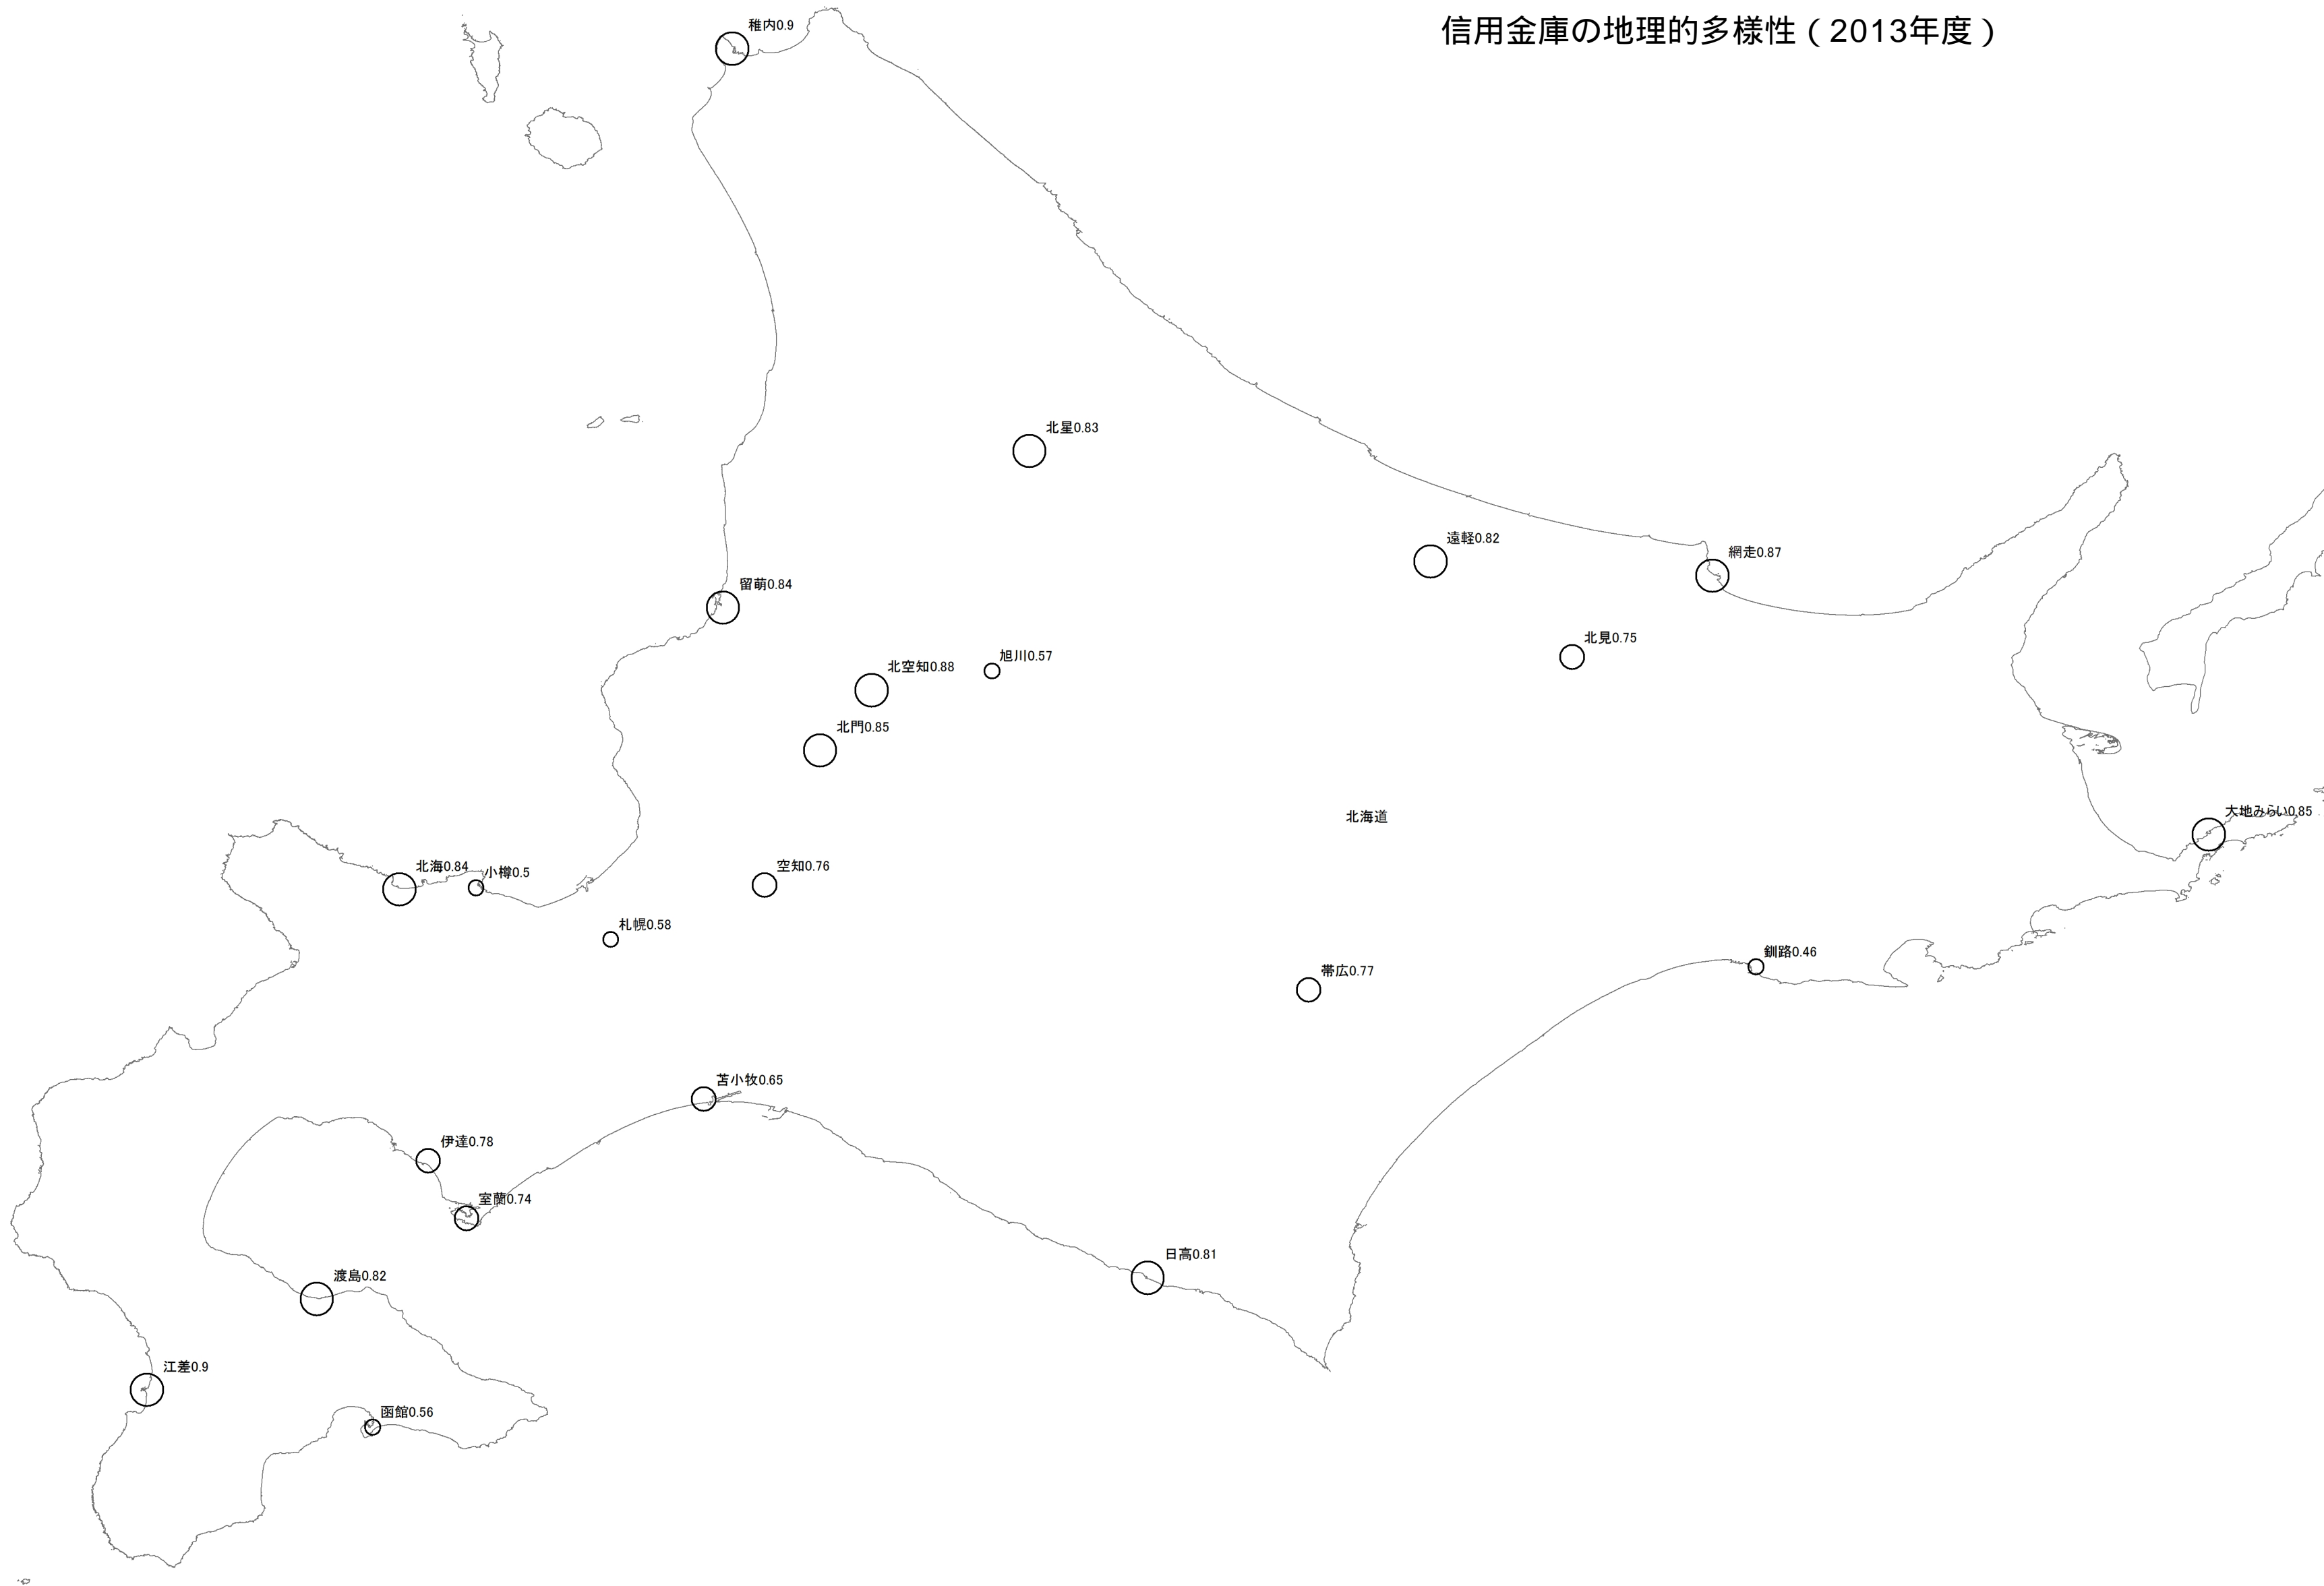 信用金庫の地理的多様性（2013年度）
稚内0.9
北星0.83
遠軽0.82
網走0.87
留萌0.84
北見0.75
旭川0.57
北空知0.88
北門0.85
大地みらい0.85
北海道
北海0.84
小樽0.5
空知0.76
札幌0.58
釧路0.46
帯広0.77
苫小牧0.65
伊達0.78
室蘭0.74
日高0.81
渡島0.82
江差0.9
函館0.56